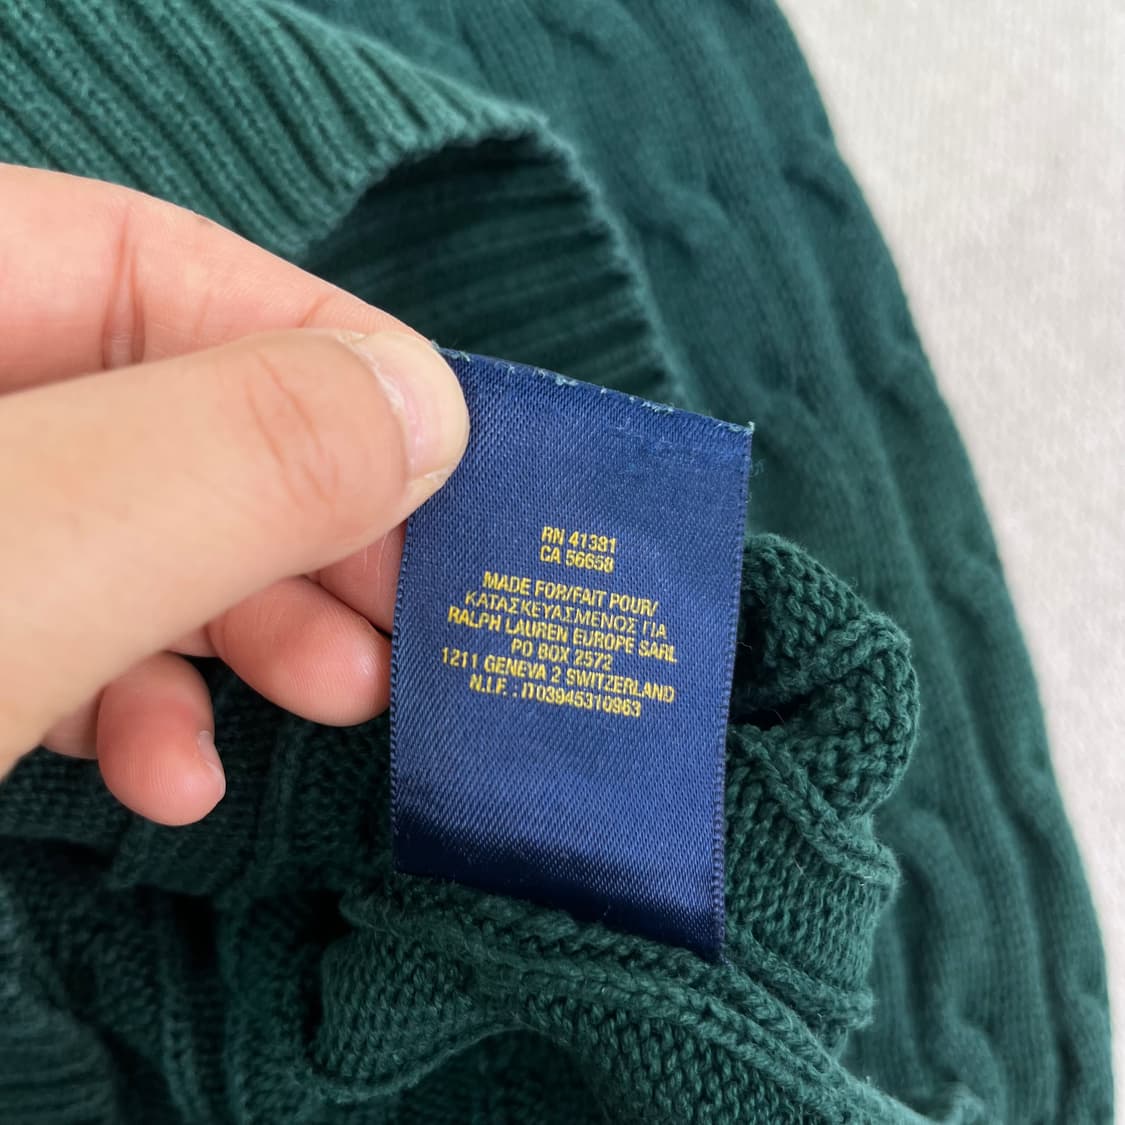 RN 41381
CA 56658
MADE FOR/FAIT POUR/
ΚΑΤΑΣΚΕΥΑΣΜΕΝΟΣ ΓΙΑ
RALPH LAUREN EUROPE SARL
PO BOX 2572
1211 GENEVA 2 SWITZERLAND
N.I.F. : IT03945310963